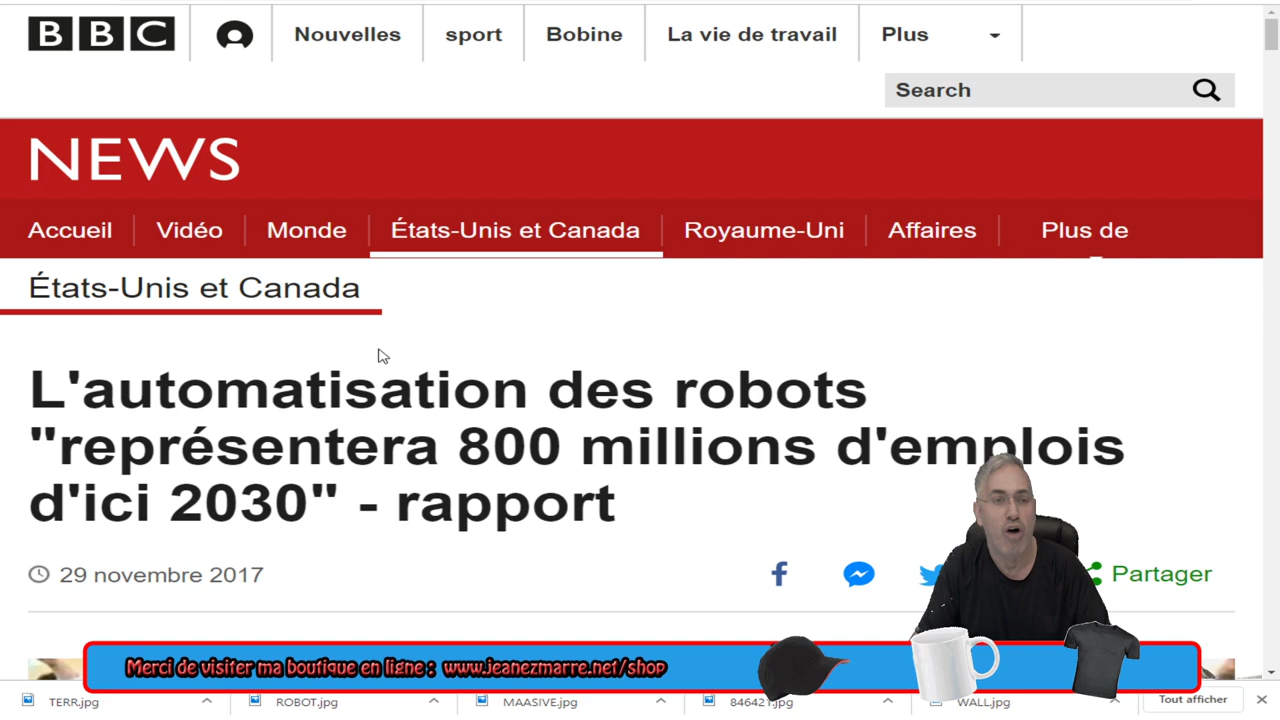 BBC Nouvelles sport Bobine La vie de travail Plus
Search
NEWS
Accueil Vidéo Monde États-Unis et Canada Royaume-Uni Affaires Plus de
États-Unis et Canada
L'automatisation des robots
"représentera 800 millions d'emplois
d'ici 2030" - rapport
29 novembre 2017 Partager
Merci de visiter ma boutique en ligne : www.jeanezmarre.net/shop
TERR.jpg ROBOT.jpg MAASIVE.jpg 846421.jpg WALL.jpg Tout afficher